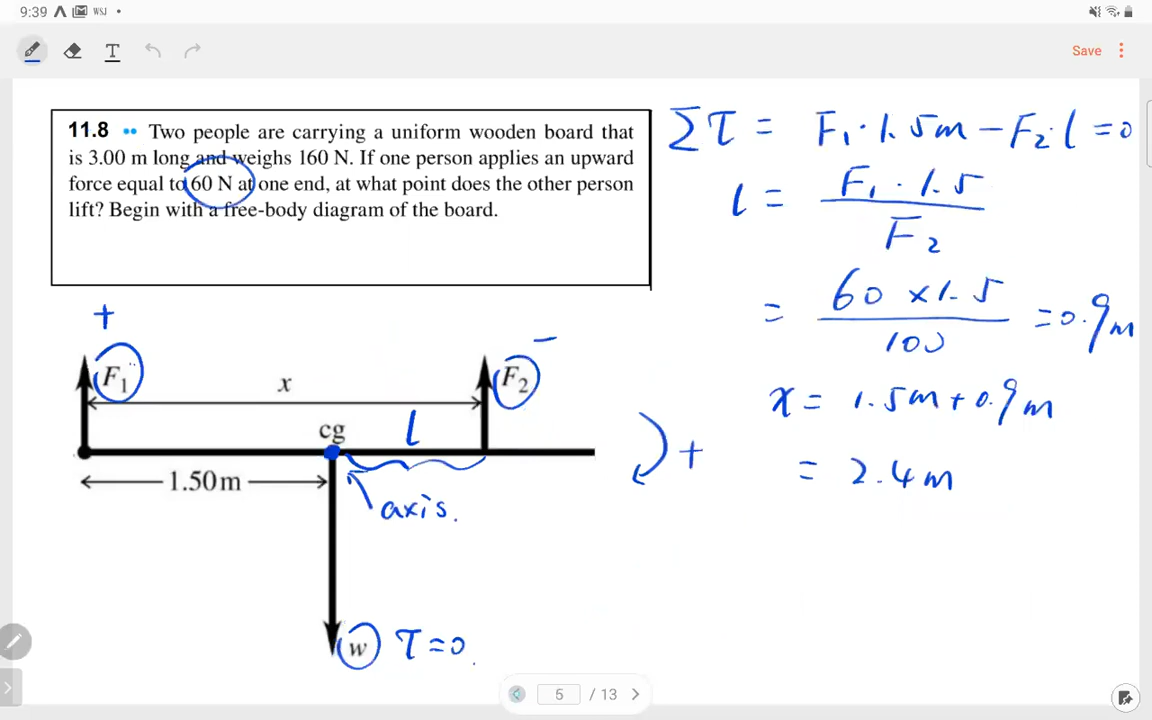 9:39 M WSJ
T Save
11.8 •• Two people are carrying a uniform wooden board that
is 3.00 m long and weighs 160 N. If one person applies an upward
force equal to 60 N at one end, at what point does the other person
lift? Begin with a free-body diagram of the board.
Στ = F₁·1.5m − F₂·l = 0
l = F₁·1.5 / F₂
= 60 × 1.5 / 100 = 0.9m
x = 1.5m + 0.9m
= 2.4m
+
F₁
x
F₂ −
cg
l
+
1.50m
axis.
w τ = 0.
5 / 13